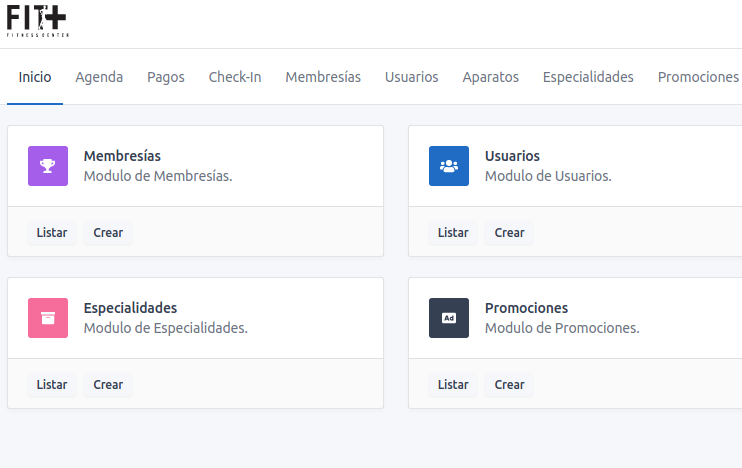 FIT+
FITNESS CENTER
Inicio Agenda Pagos Check-In Membresías Usuarios Aparatos Especialidades Promociones
Membresías
Modulo de Membresías.
Listar Crear
Usuarios
Modulo de Usuarios.
Listar Crear
Especialidades
Modulo de Especialidades.
Listar Crear
Ad
Promociones
Modulo de Promociones.
Listar Crear